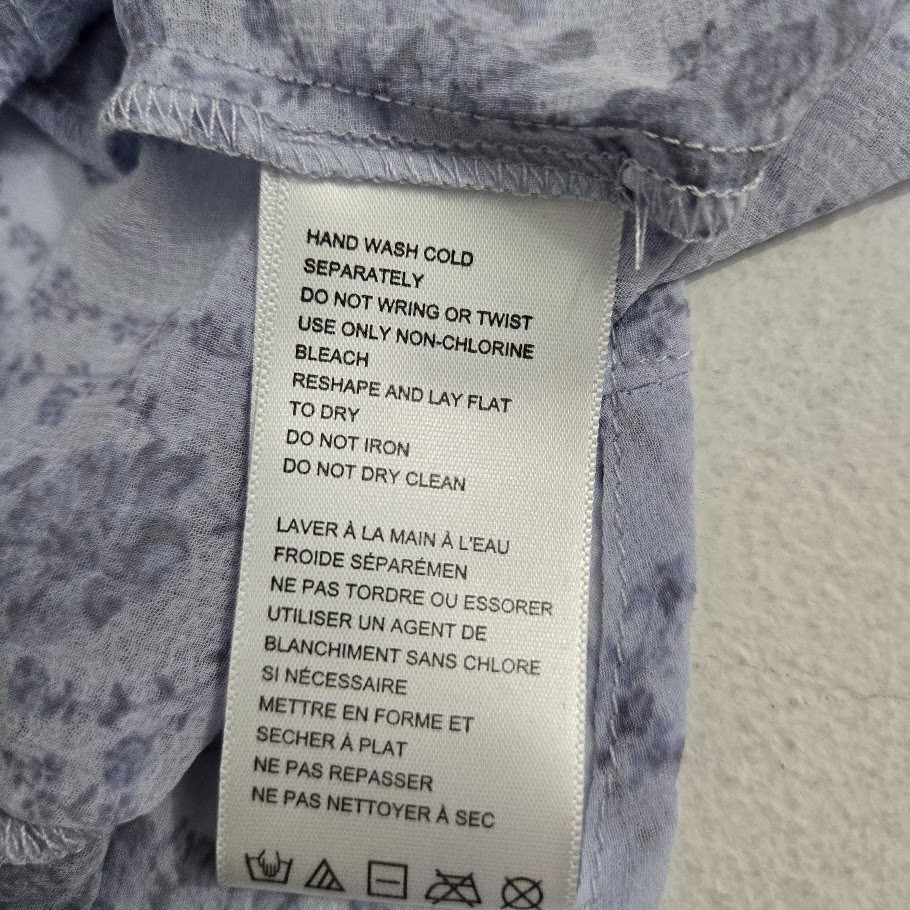 HAND WASH COLD
SEPARATELY
DO NOT WRING OR TWIST
USE ONLY NON-CHLORINE
BLEACH
RESHAPE AND LAY FLAT
TO DRY
DO NOT IRON
DO NOT DRY CLEAN
LAVER À LA MAIN À L'EAU
FROIDE SÉPARÉMEN
NE PAS TORDRE OU ESSORER
UTILISER UN AGENT DE
BLANCHIMENT SANS CHLORE
SI NÉCESSAIRE
METTRE EN FORME ET
SECHER À PLAT
NE PAS REPASSER
NE PAS NETTOYER À SEC